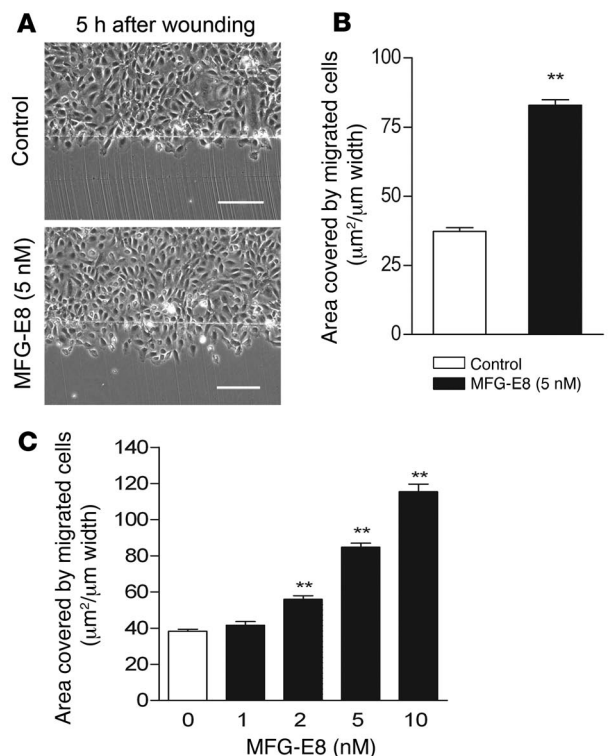 A
5 h after wounding
Control
MFG-E8 (5 nM)
B
Area covered by migrated cells
(μm²/μm width)
100
75
50
25
0
**
Control
MFG-E8 (5 nM)
C
Area covered by migrated cells
(μm²/μm width)
140
120
100
80
60
40
20
0
**
**
**
0 1 2 5 10
MFG-E8 (nM)